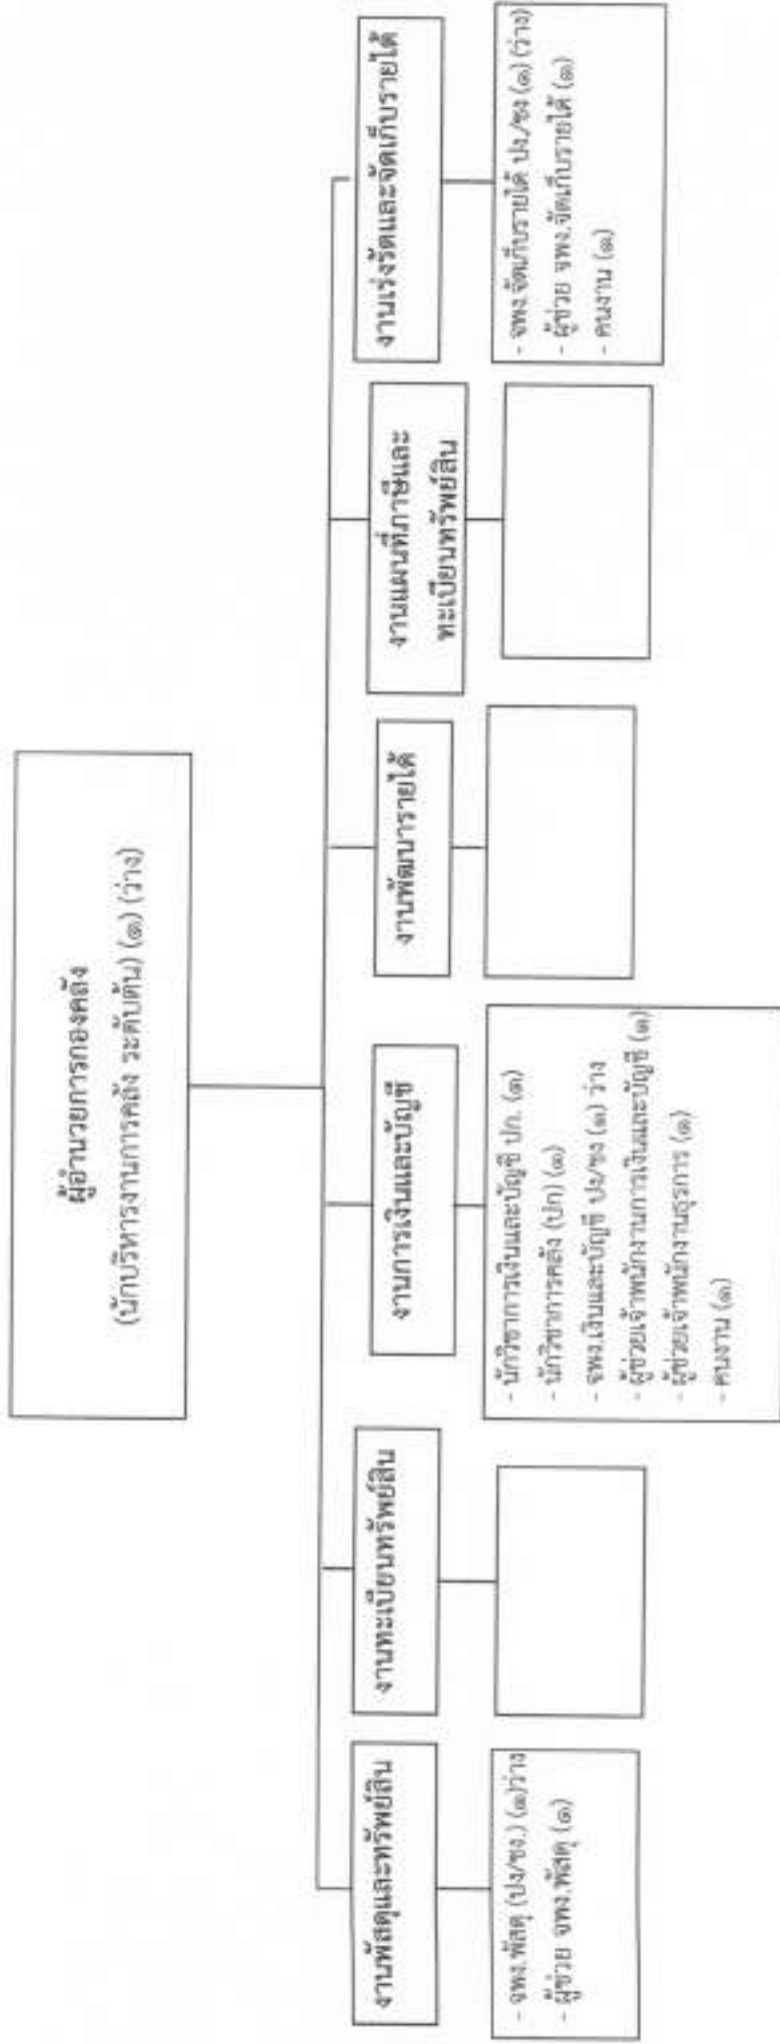 ผู้อำนวยการกองคลัง
(นักบริหารงานการคลัง ระดับต้น) (๑) (ว่าง)
งานพัสดุและทรัพย์สิน
- จพง.พัสดุ (ปง/ชง.) (๑)ว่าง
- ผู้ช่วย จพง.พัสดุ (๑)
งานทะเบียนทรัพย์สิน
งานการเงินและบัญชี
- นักวิชาการเงินและบัญชี ปก. (๑)
- นักวิชาการคลัง (ปก) (๑)
- จพง.เงินและบัญชี ปง/ชง (๑) ว่าง
- ผู้ช่วยเจ้าพนักงานการเงินและบัญชี (๑)
- ผู้ช่วยเจ้าพนักงานธุรการ (๑)
- คนงาน (๑)
งานพัฒนารายได้
งานแผนที่ภาษีและ
ทะเบียนทรัพย์สิน
งานเร่งรัดและจัดเก็บรายได้
- จพง.จัดเก็บรายได้ ปง/ชง (๑) (ว่าง)
- ผู้ช่วย จพง.จัดเก็บรายได้ (๑)
- คนงาน (๑)